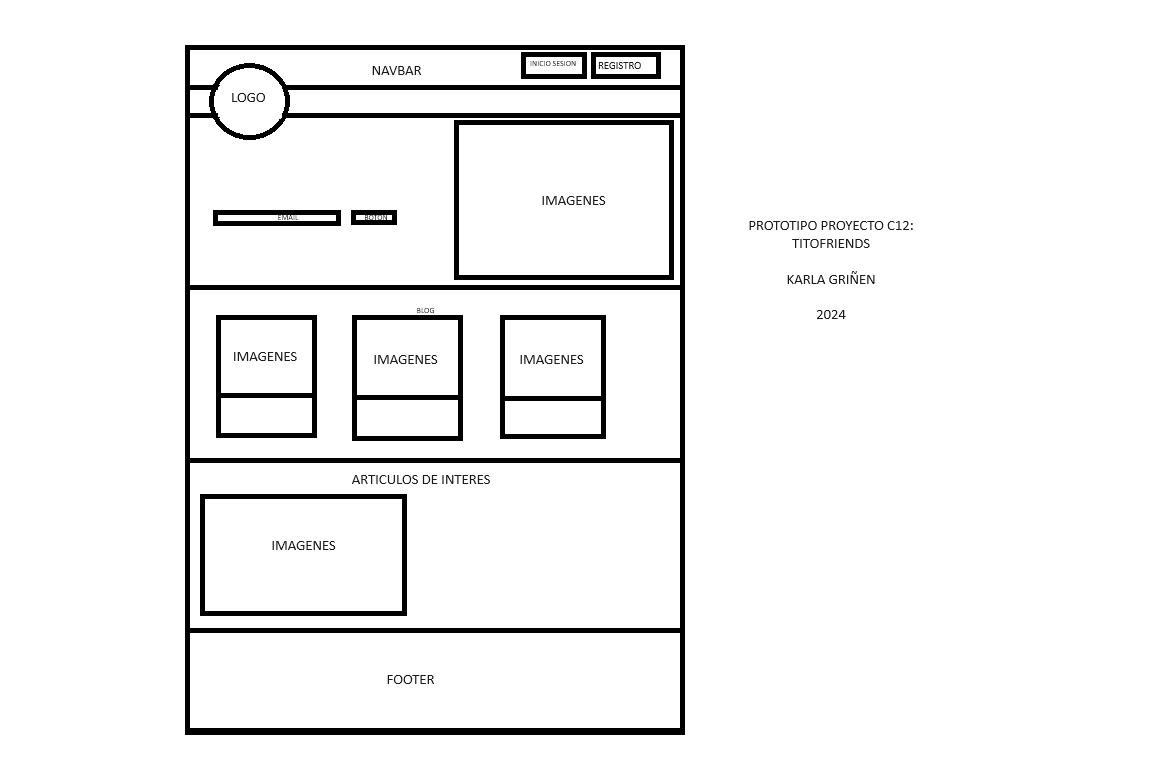 NAVBAR
INICIO SESION
REGISTRO
LOGO
IMAGENES
EMAIL
BOTON
BLOG
IMAGENES
IMAGENES
IMAGENES
ARTICULOS DE INTERES
IMAGENES
FOOTER
PROTOTIPO PROYECTO C12:
TITOFRIENDS
KARLA GRIÑEN
2024